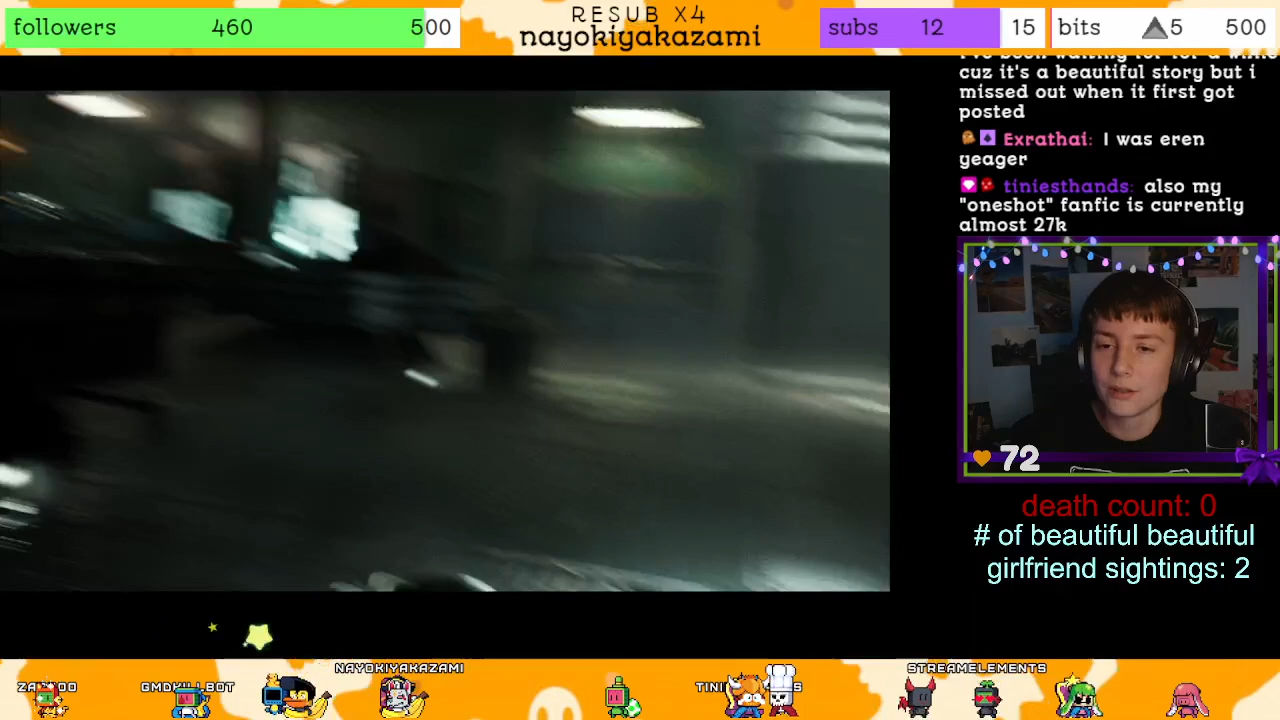 followers 460 500
RESUB X4
nayokiyakazami
subs 12 15
bits 5 500
cuz it's a beautiful story but i
missed out when it first got
posted
Exrathai: I was eren
yeager
tiniesthands: also my
"oneshot" fanfic is currently
almost 27k
72
death count: 0
# of beautiful beautiful
girlfriend sightings: 2
NAYOKIYAKAZAMI
STREAMELEMENTS